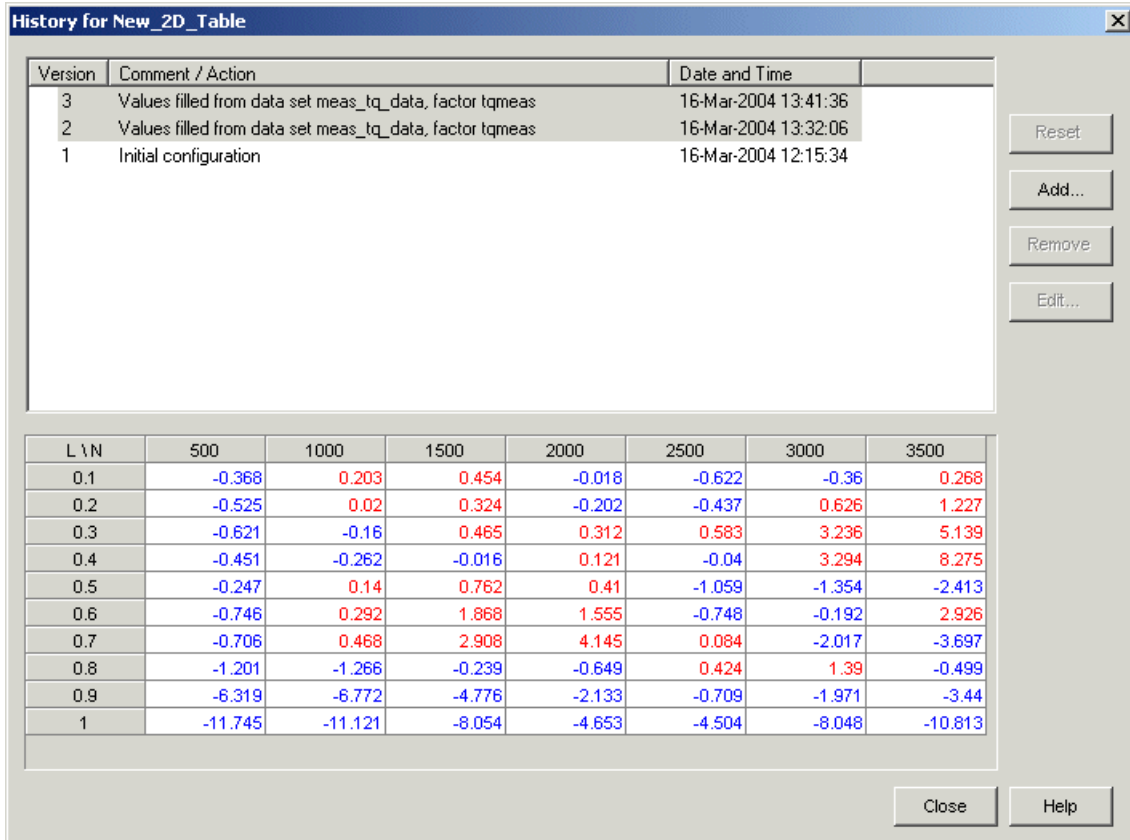 History for New_2D_Table
Version Comment / Action Date and Time
3 Values filled from data set meas_tq_data, factor tqmeas 16-Mar-2004 13:41:36
2 Values filled from data set meas_tq_data, factor tqmeas 16-Mar-2004 13:32:06
1 Initial configuration 16-Mar-2004 12:15:34
Reset
Add...
Remove
Edit...
L \ N 500 1000 1500 2000 2500 3000 3500
0.1 -0.368 0.203 0.454 -0.018 -0.622 -0.36 0.268
0.2 -0.525 0.02 0.324 -0.202 -0.437 0.626 1.227
0.3 -0.621 -0.16 0.465 0.312 0.583 3.236 5.139
0.4 -0.451 -0.262 -0.016 0.121 -0.04 3.294 8.275
0.5 -0.247 0.14 0.762 0.41 -1.059 -1.354 -2.413
0.6 -0.746 0.292 1.868 1.555 -0.748 -0.192 2.926
0.7 -0.706 0.468 2.908 4.145 0.084 -2.017 -3.697
0.8 -1.201 -1.266 -0.239 -0.649 0.424 1.39 -0.499
0.9 -6.319 -6.772 -4.776 -2.133 -0.709 -1.971 -3.44
1 -11.745 -11.121 -8.054 -4.653 -4.504 -8.048 -10.813
Close Help